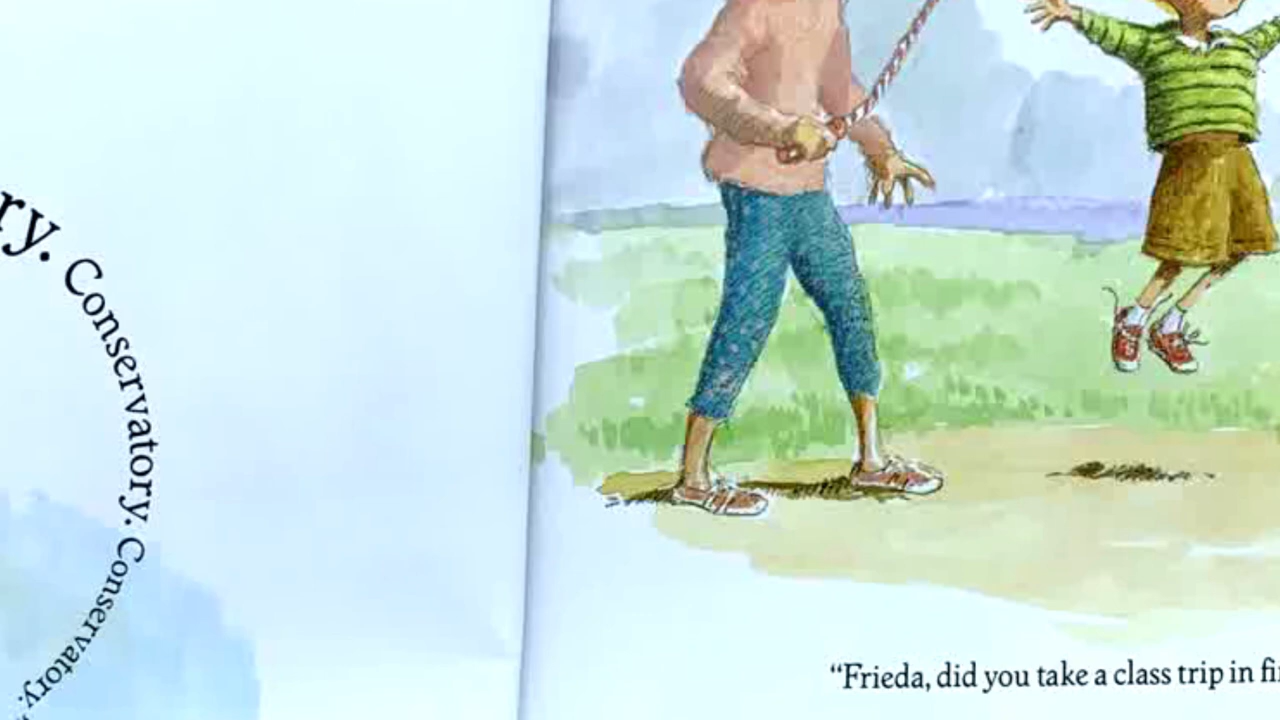 ry. Conservatory. Conservatory.
“Frieda, did you take a class trip in fi